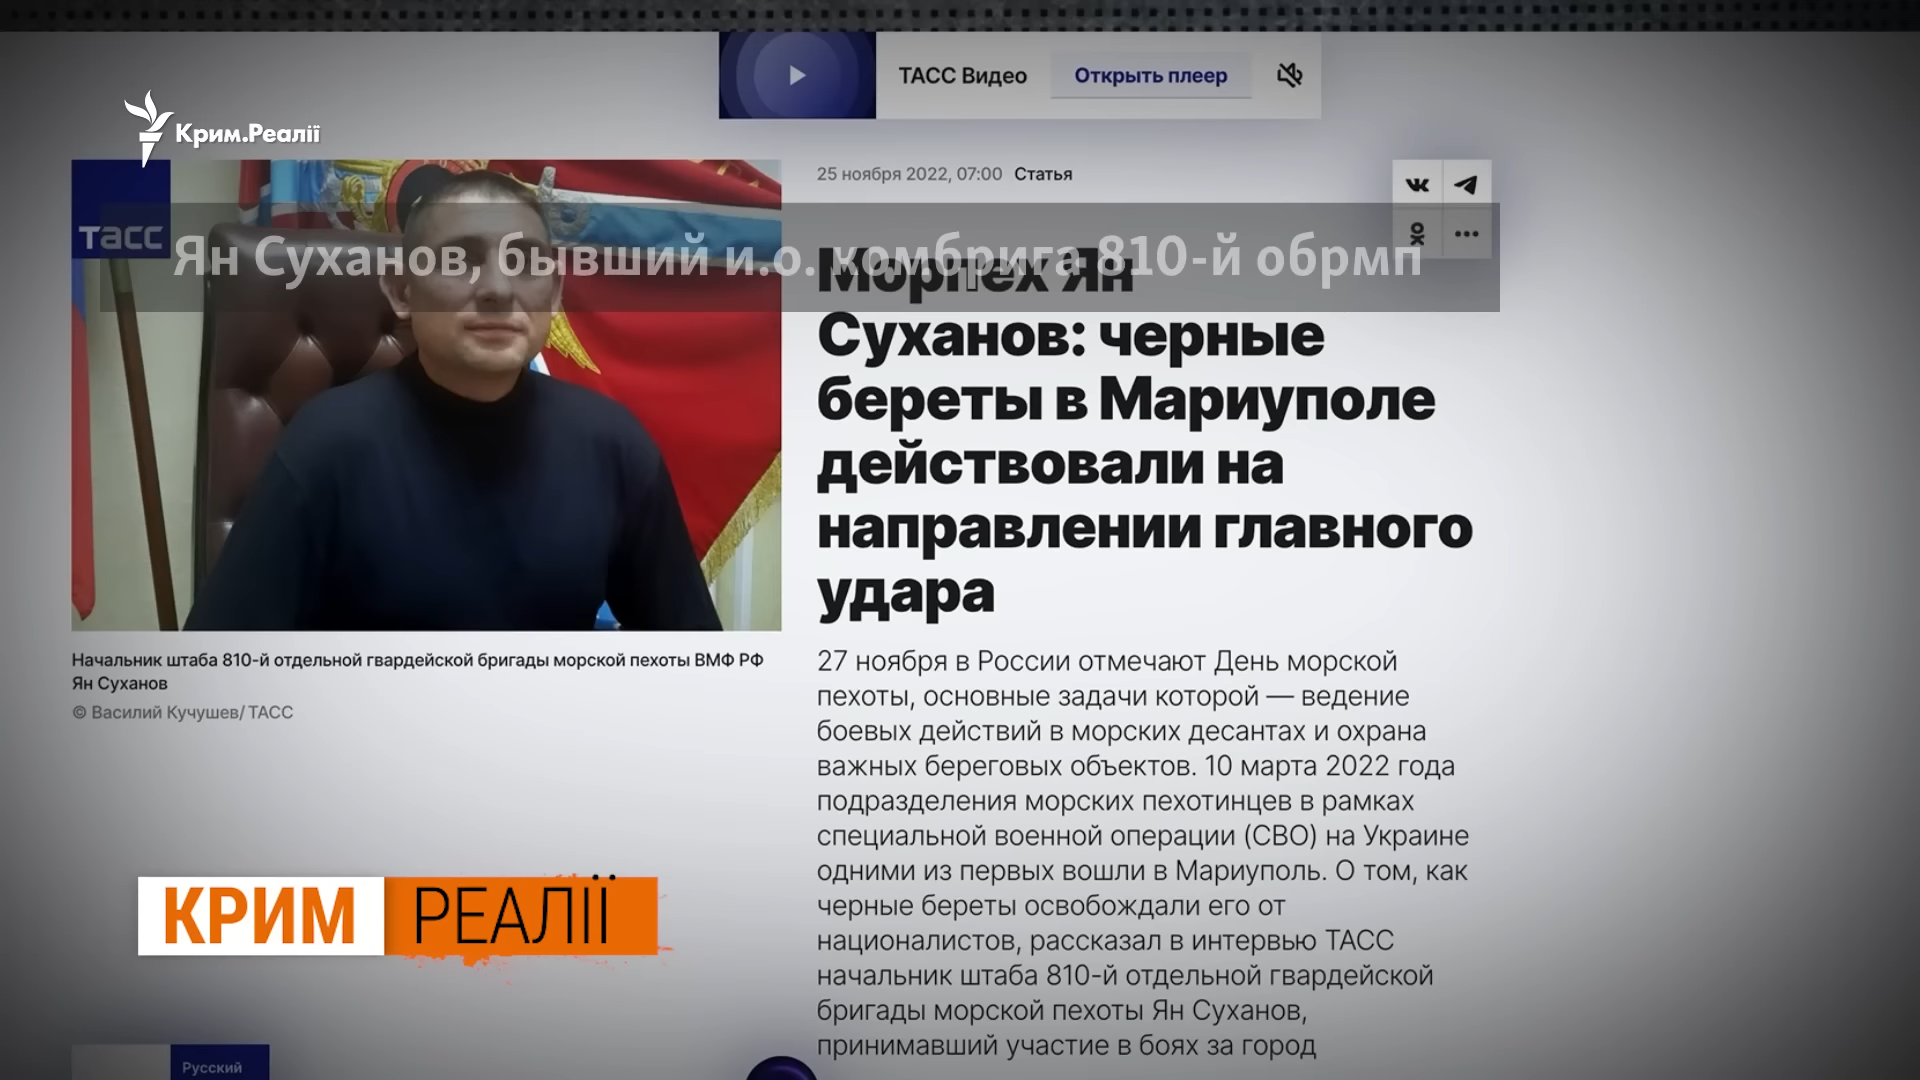 ТАСС Видео
Открыть плеер
Крим.Реалії
тасс
25 ноября 2022, 07:00 Статья
Ян Суханов, бывший и.о. комбрига 810-й обрмп
Морпех Ян
Суханов: черные
береты в Мариуполе
действовали на
направлении главного
удара
Начальник штаба 810-й отдельной гвардейской бригады морской пехоты ВМФ РФ
Ян Суханов
© Василий Кучушев/ ТАСС
27 ноября в России отмечают День морской
пехоты, основные задачи которой — ведение
боевых действий в морских десантах и охрана
важных береговых объектов. 10 марта 2022 года
подразделения морских пехотинцев в рамках
специальной военной операции (СВО) на Украине
одними из первых вошли в Мариуполь. О том, как
черные береты освобождали его от
националистов, рассказал в интервью ТАСС
начальник штаба 810-й отдельной гвардейской
бригады морской пехоты Ян Суханов,
принимавший участие в боях за город
КРИМ РЕАЛІЇ
Русский